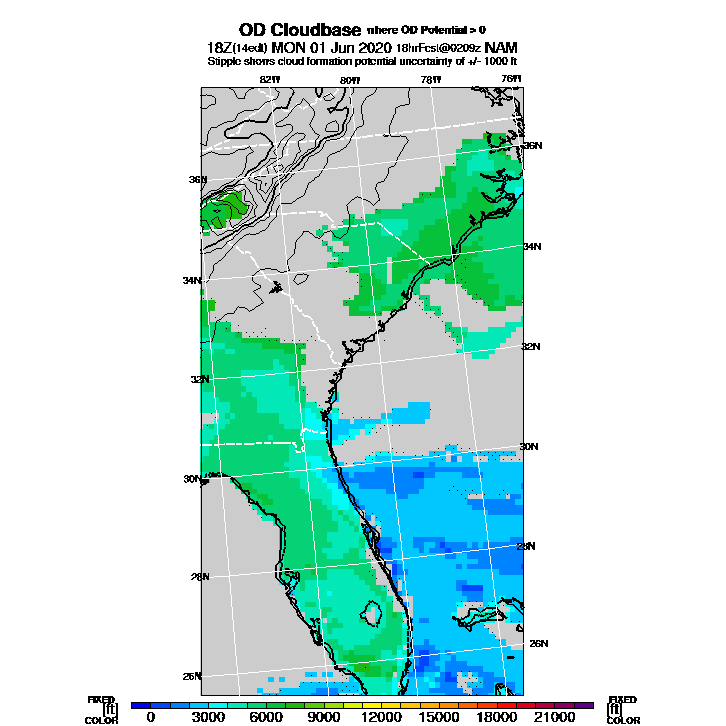 OD Cloudbase where OD Potential > 0
18Z(14edt) MON 01 Jun 2020 18hrFcst@0209z NAM
Stipple shows cloud formation potential uncertainty of +/- 1000 ft
82W 80W 78W 76W
36N
36N
34N
34N
32N
32N
30N
30N
28N
28N
26N
26N
FIXED FIXED
[ft] [ft]
COLOR COLOR
0 3000 6000 9000 12000 15000 18000 21000